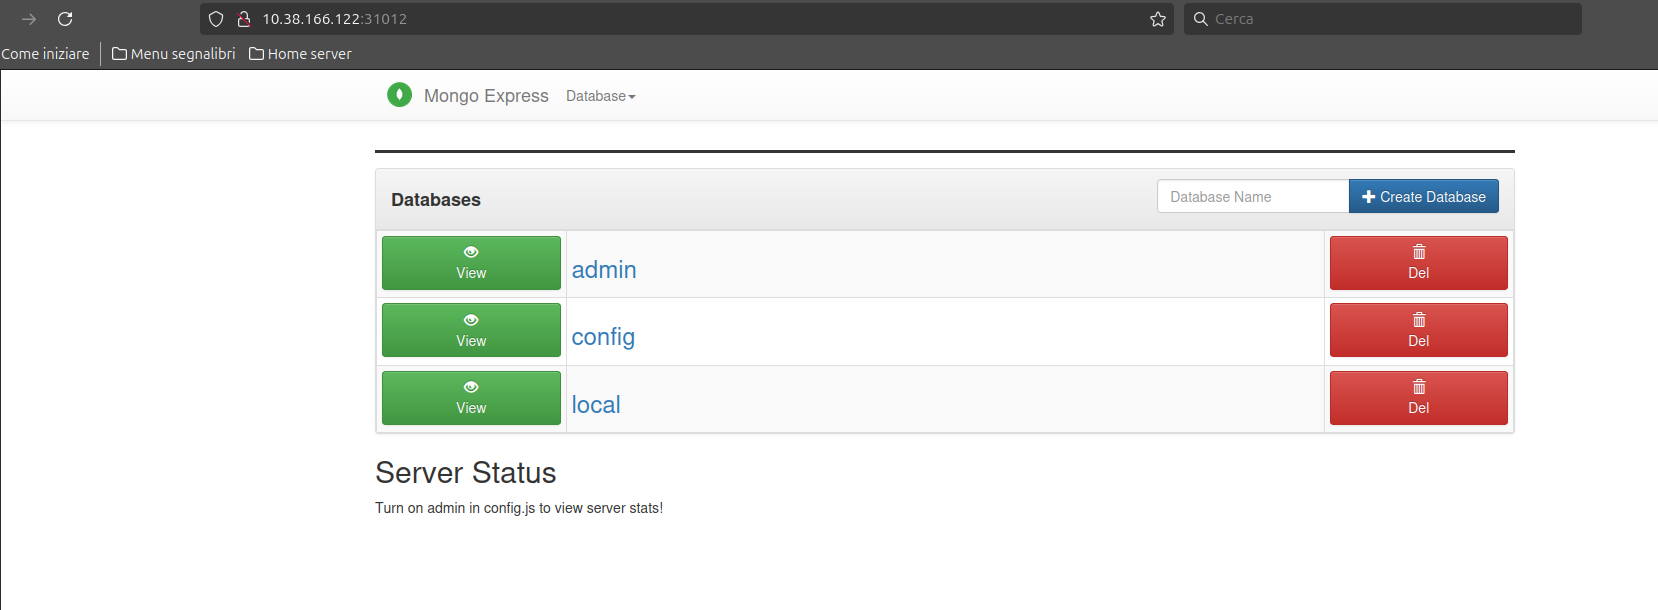 10.38.166.122:31012
Cerca
Come iniziare Menu segnalibri Home server
Mongo Express Database
Databases
Database Name
Create Database
View admin Del
View config Del
View local Del
Server Status
Turn on admin in config.js to view server stats!